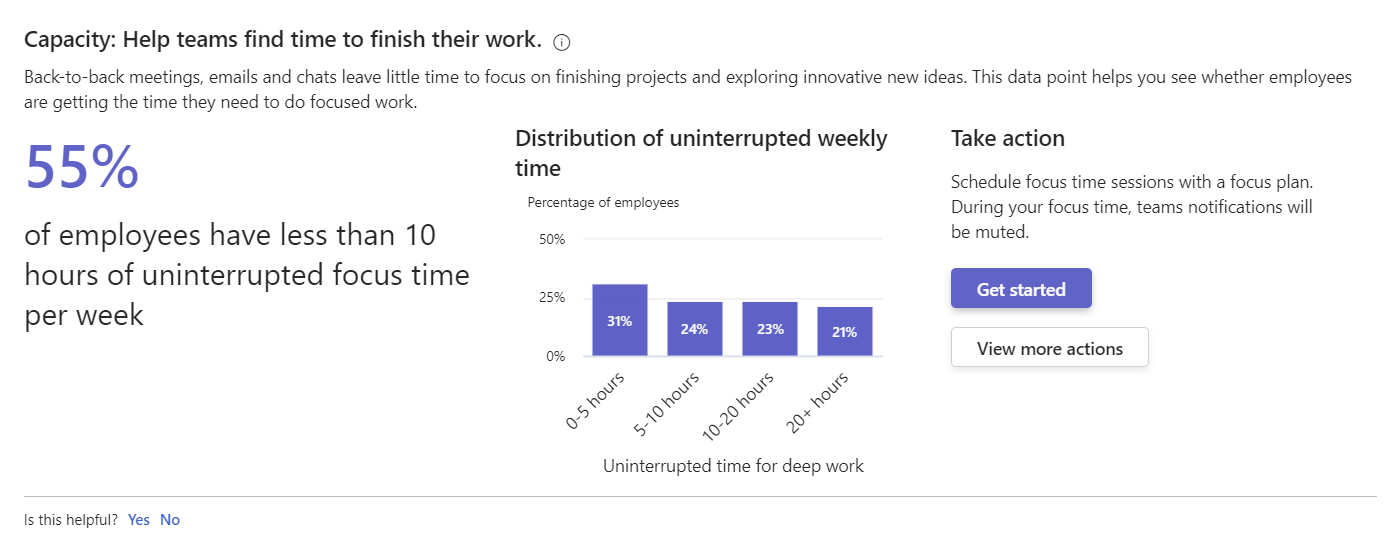 Capacity: Help teams find time to finish their work.
Back-to-back meetings, emails and chats leave little time to focus on finishing projects and exploring innovative new ideas. This data point helps you see whether employees
are getting the time they need to do focused work.
55%
of employees have less than 10
hours of uninterrupted focus time
per week
Distribution of uninterrupted weekly
time
Percentage of employees
50%
25%
0%
31%
24%
23%
21%
0-5 hours
5-10 hours
10-20 hours
20+ hours
Uninterrupted time for deep work
Take action
Schedule focus time sessions with a focus plan.
During your focus time, teams notifications will
be muted.
Get started
View more actions
Is this helpful? Yes No